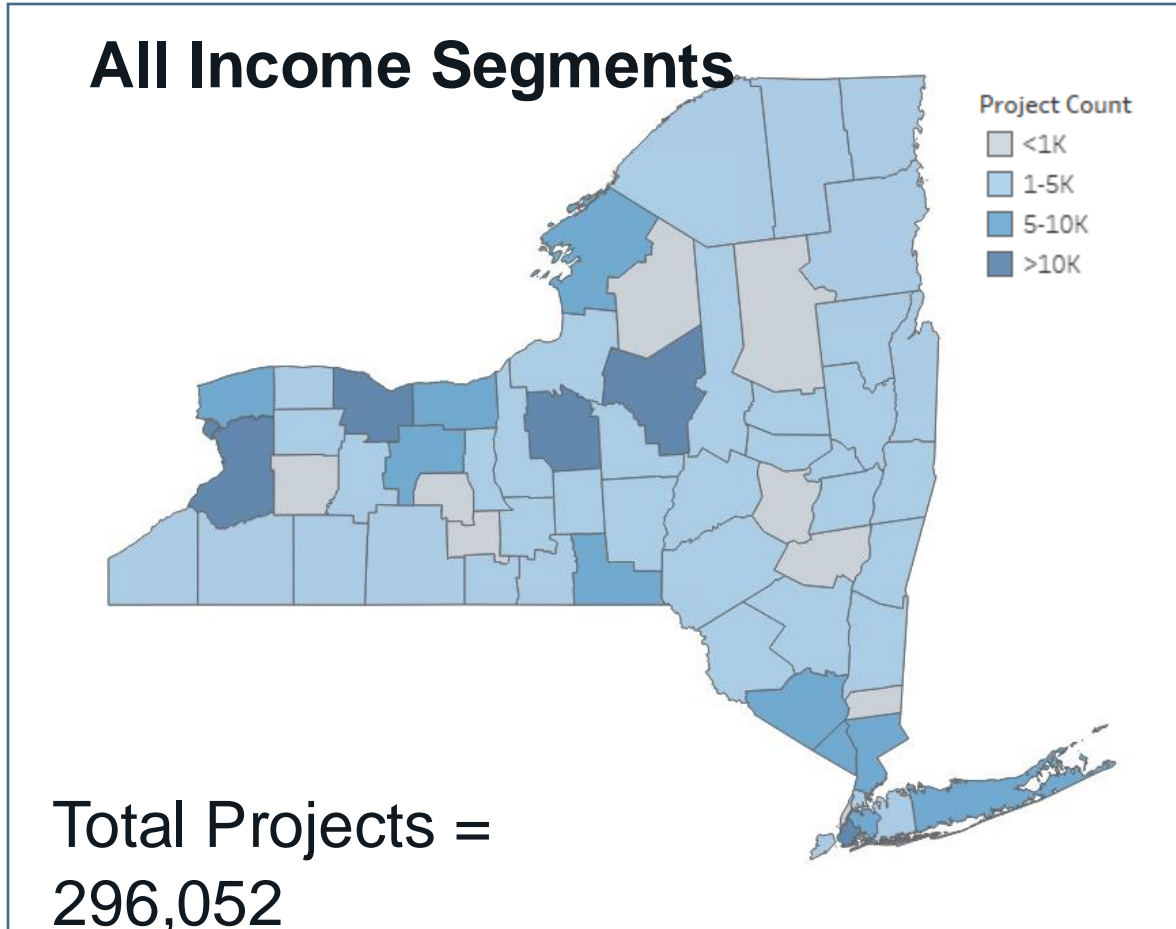 All Income Segments
Project Count
<1K
1-5K
5-10K
>10K
Total Projects =
296,052